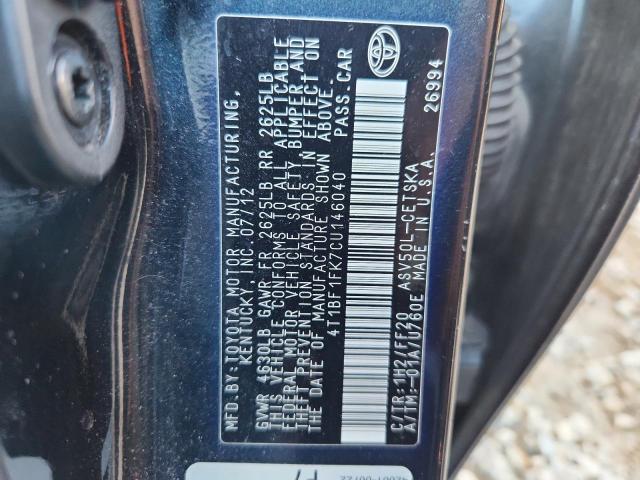 MFD.BY: TOYOTA MOTOR MANUFACTURING,
KENTUCKY, INC. 07/12
GVWR 4630LB GAWR: FR 2625LB RR 2625LB
THIS VEHICLE CONFORMS TO ALL APPLICABLE
FEDERAL MOTOR VEHICLE SAFETY, BUMPER, AND
THEFT PREVENTION STANDARDS IN EFFECT ON
THE DATE OF MANUFACTURE SHOWN ABOVE.
4T1BF1FK7CU146040 PASS.CAR
C/TR: 1H2/FF20 ASV50L-CETSKA
A/TM: -01A/U760E MADE IN U.S.A. 26994